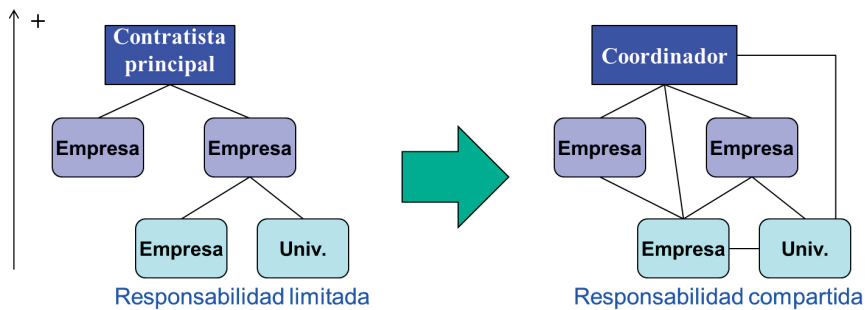 +
Contratista
principal
Empresa
Empresa
Empresa
Univ.
Responsabilidad limitada
Coordinador
Empresa
Empresa
Empresa
Univ.
Responsabilidad compartida